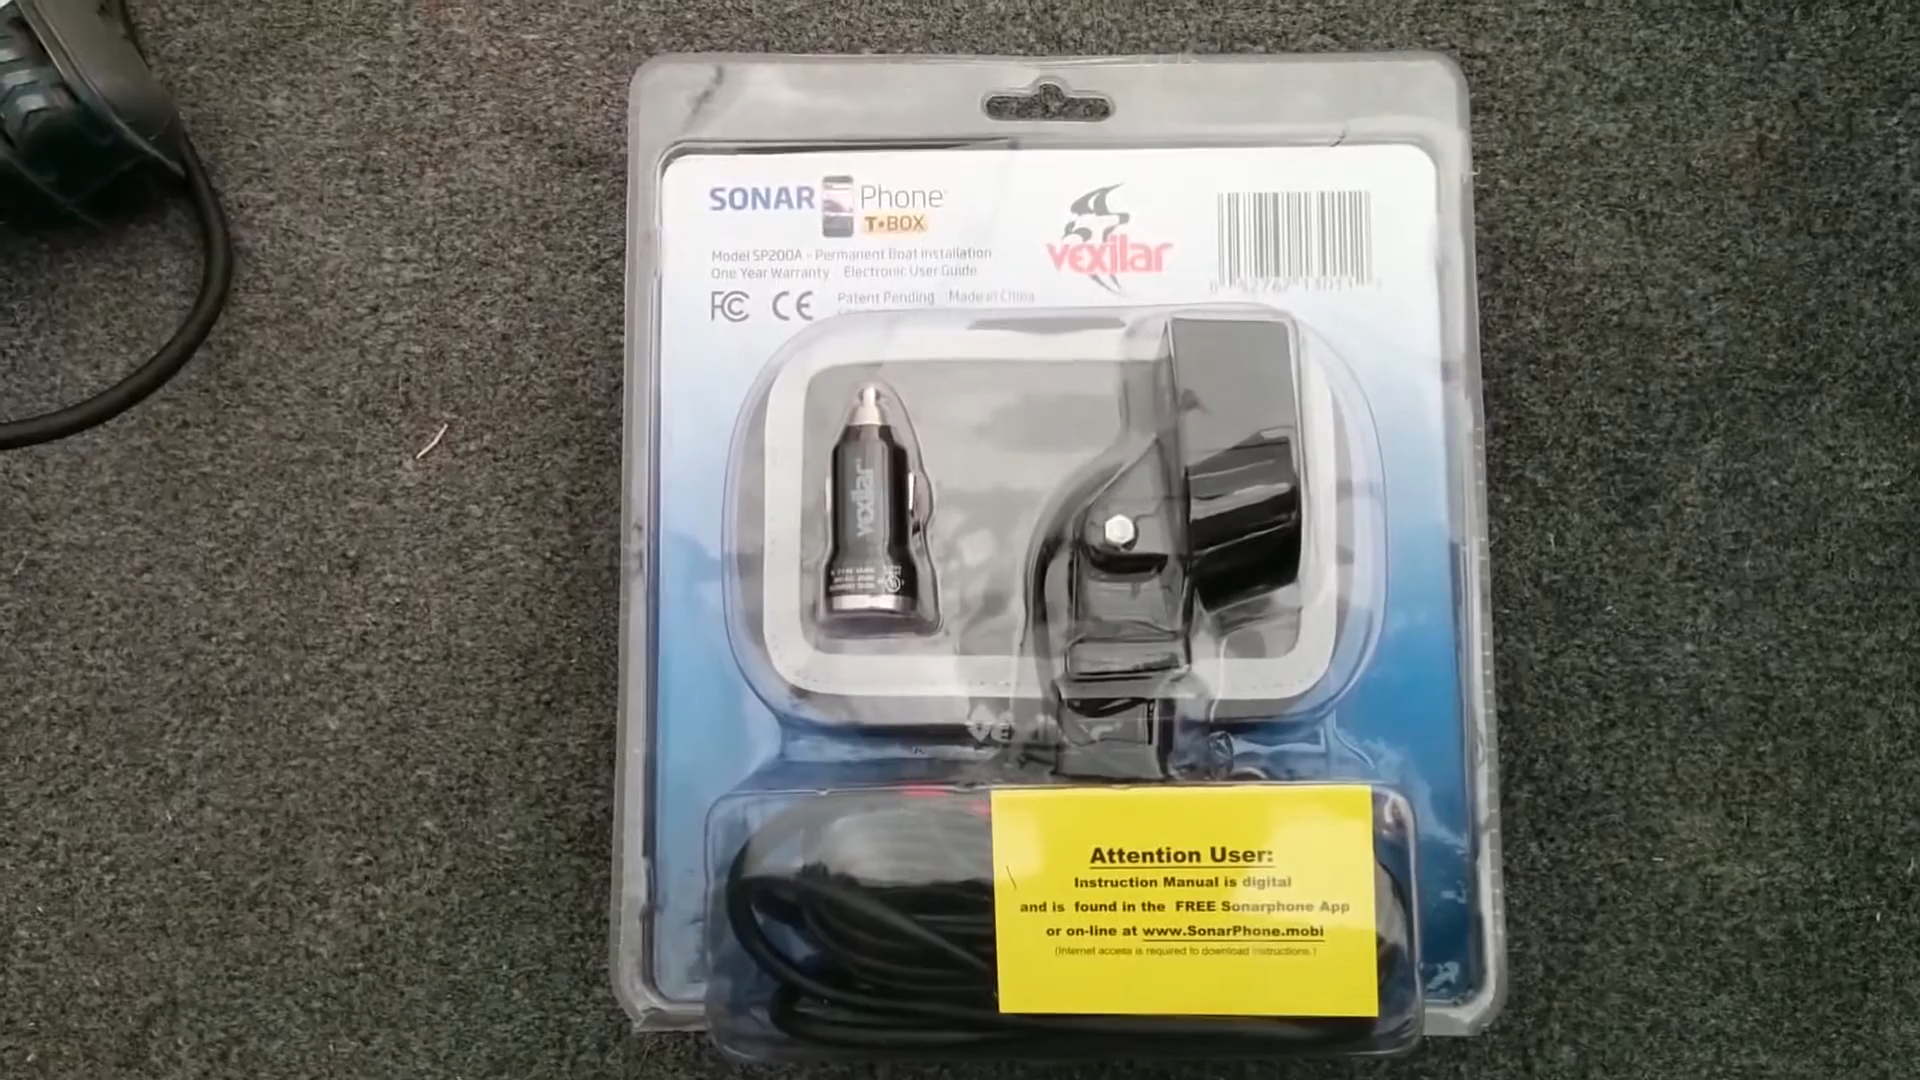 SONAR Phone
T•BOX
Model SP200A - Permanent Boat Installation
One Year Warranty Electronic User Guide
FC CE Patent Pending Made in China
vexilar
vexilar
Attention User:
Instruction Manual is digital
and is found in the FREE Sonarphone App
or on-line at www.SonarPhone.mobi
(Internet access is required to download instructions.)